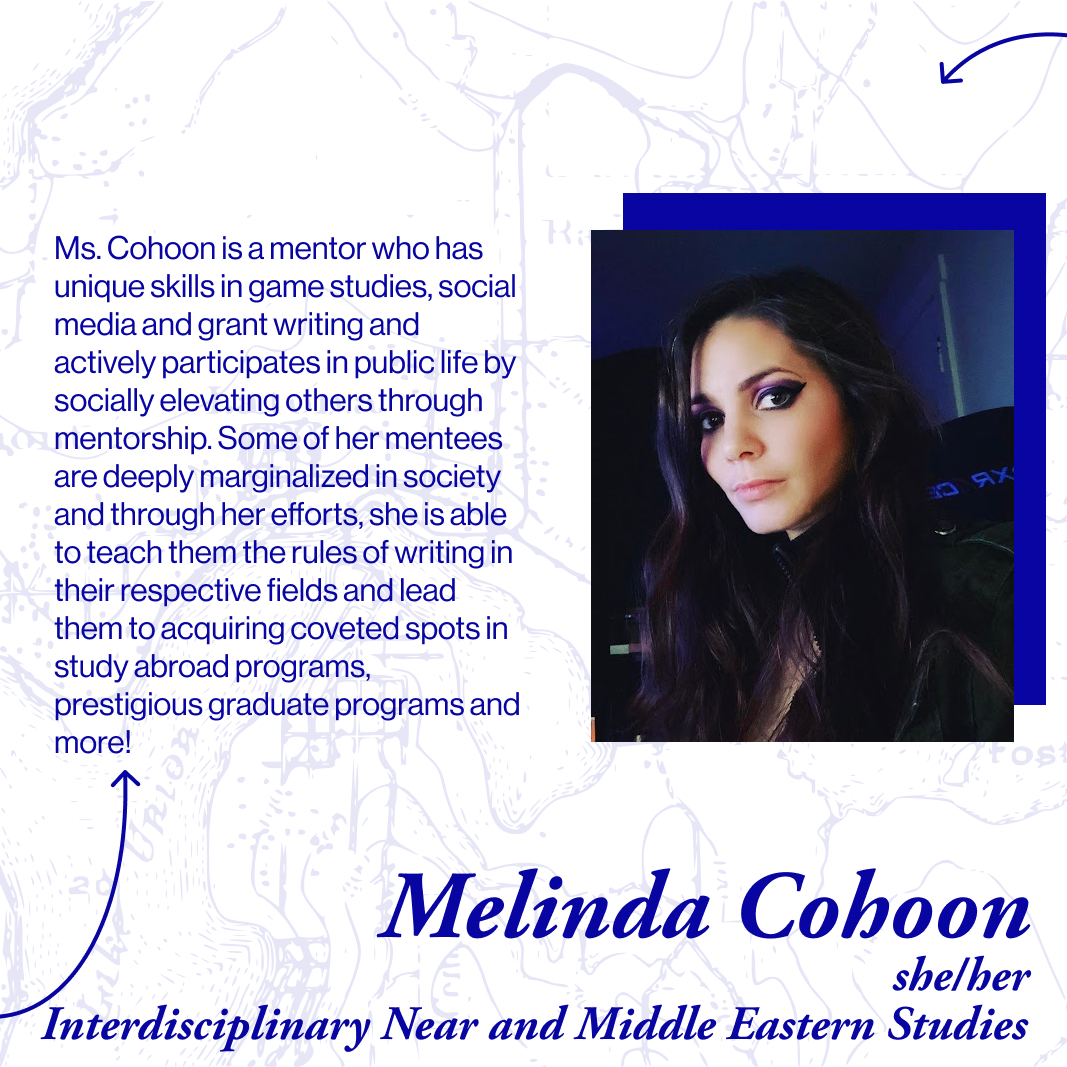 Ms. Cohoon is a mentor who has
unique skills in game studies, social
media and grant writing and
actively participates in public life by
socially elevating others through
mentorship. Some of her mentees
are deeply marginalized in society
and through her efforts, she is able
to teach them the rules of writing in
their respective fields and lead
them to acquiring coveted spots in
study abroad programs,
prestigious graduate programs and
more!
Melinda Cohoon
she/her
Interdisciplinary Near and Middle Eastern Studies